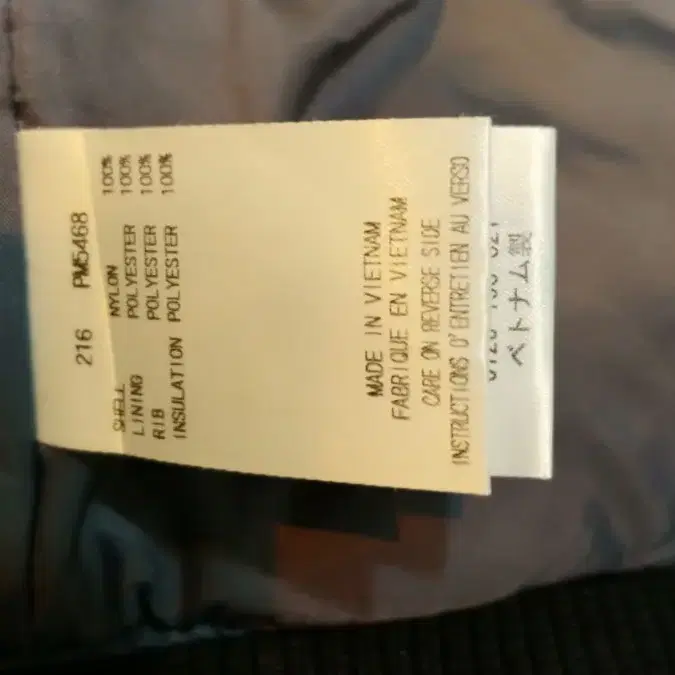 216 PM5468
SHELL NYLON 100%
LINING POLYESTER 100%
RIB POLYESTER 100%
INSULATION POLYESTER 100%
MADE IN VIETNAM
FABRIQUE EN VIETNAM
CARE ON REVERSE SIDE
INSTRUCTIONS D'ENTRETIEN AU VERSO
ベトナム製